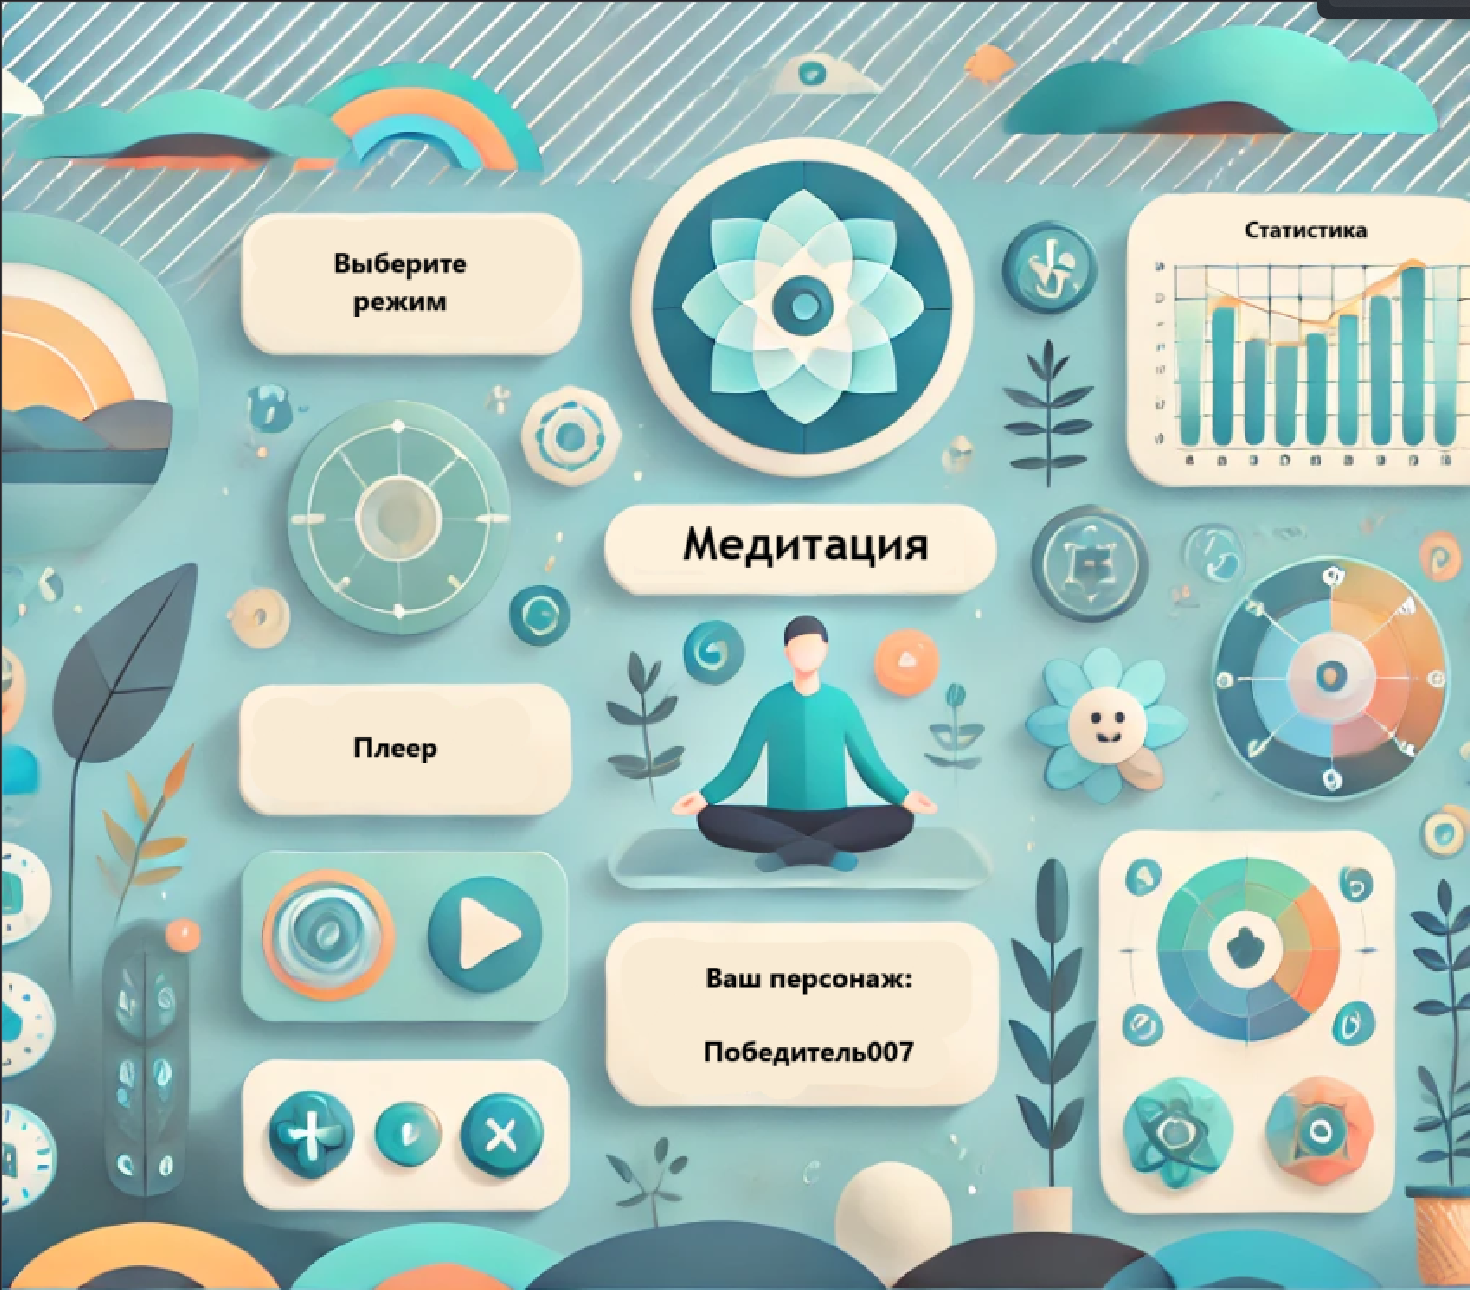 Выберите
режим
Статистика
Медитация
Плеер
Ваш персонаж:
Победитель007